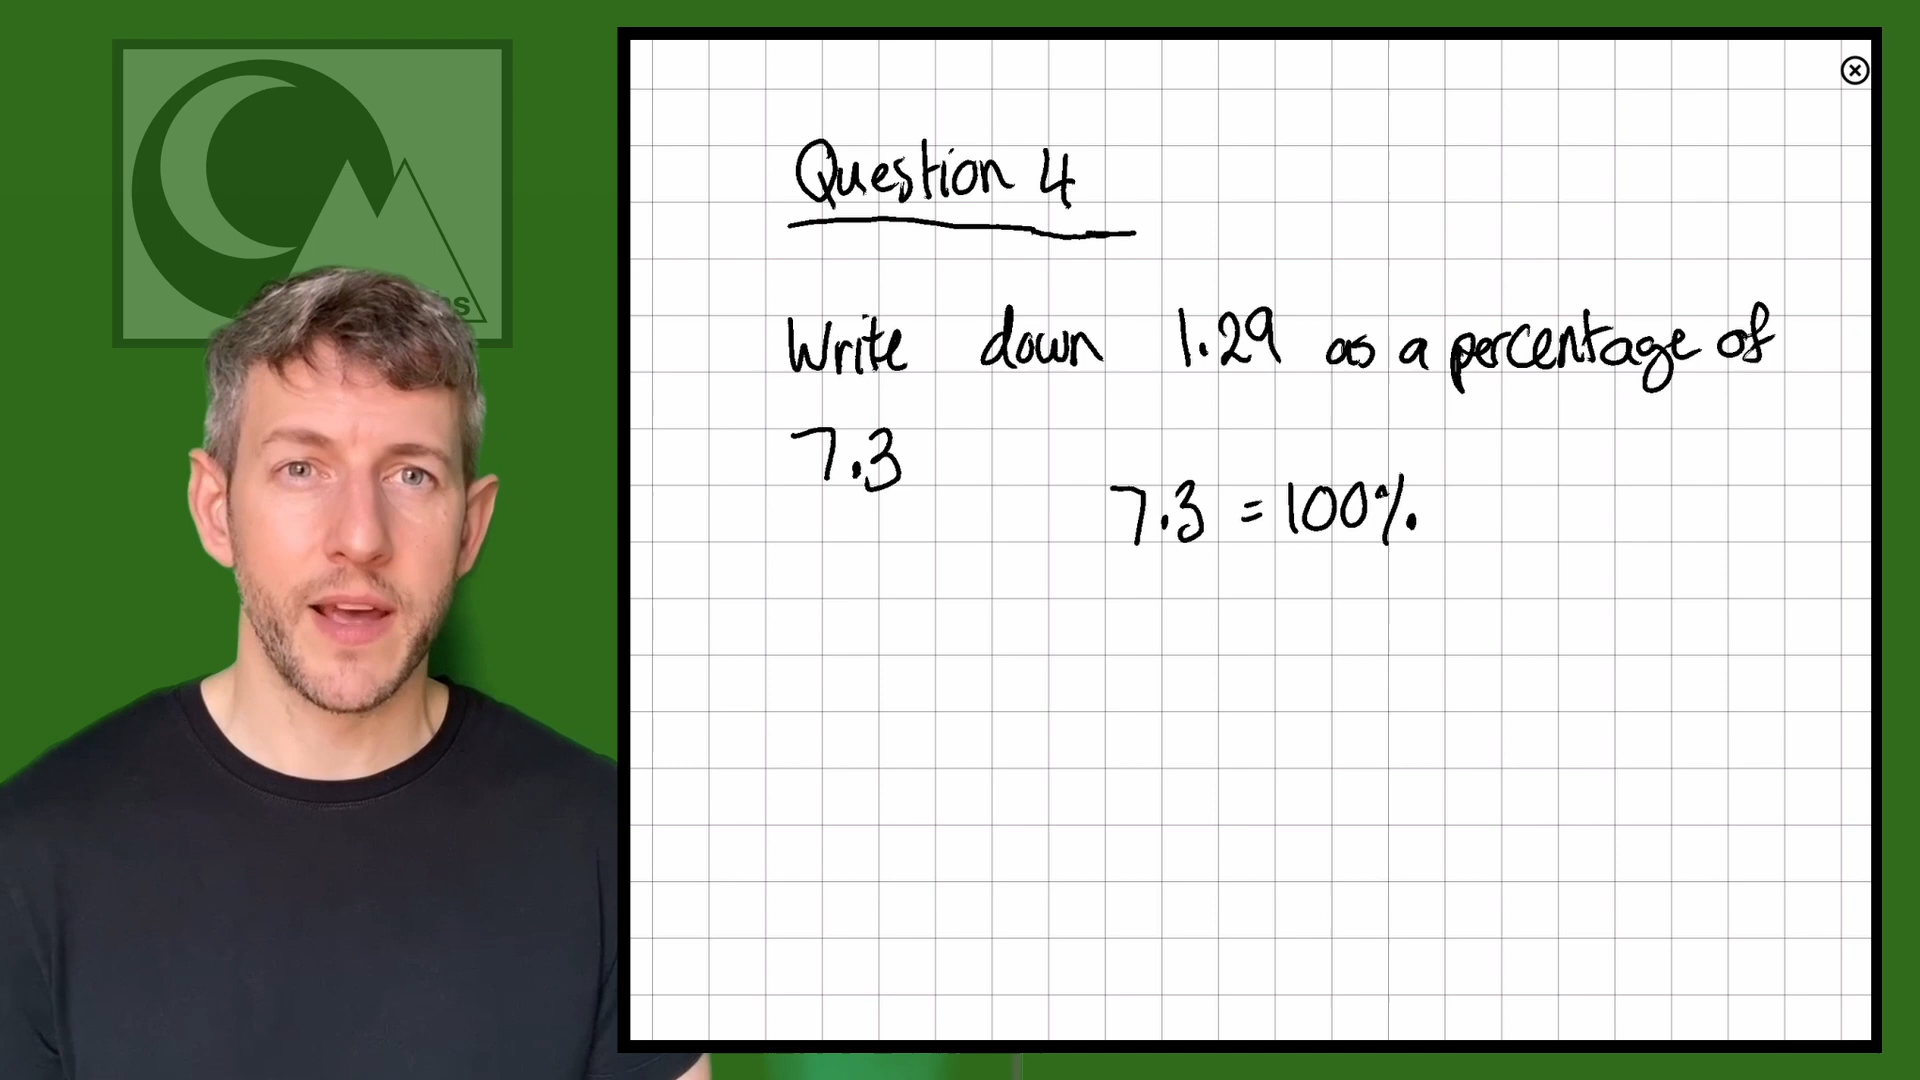 Question 4
Write down 1.29 as a percentage of
7.3
7.3 = 100%